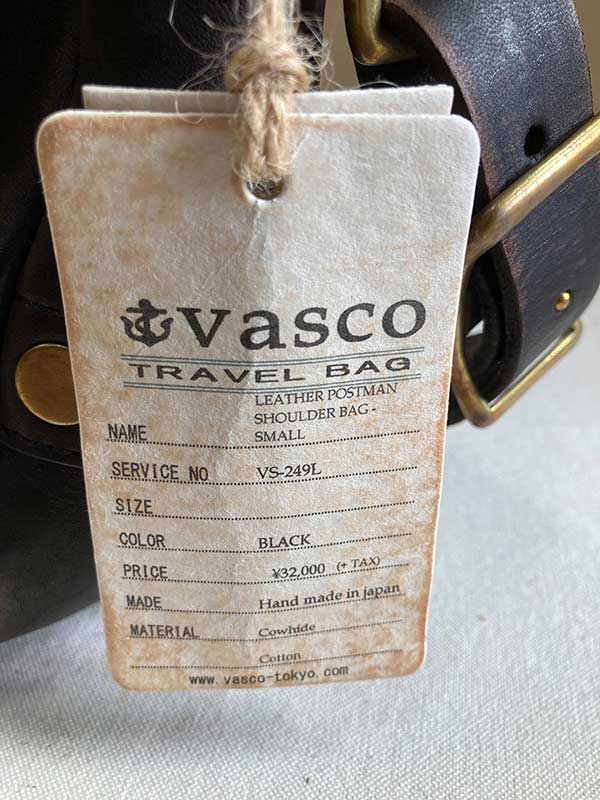 vasco
TRAVEL BAG
LEATHER POSTMAN
SHOULDER BAG -
NAME SMALL
SERVICE NO VS-249L
SIZE
COLOR BLACK
PRICE ¥32,000 (+ TAX)
MADE Hand made in japan
MATERIAL Cowhide
Cotton
www.vasco-tokyo.com